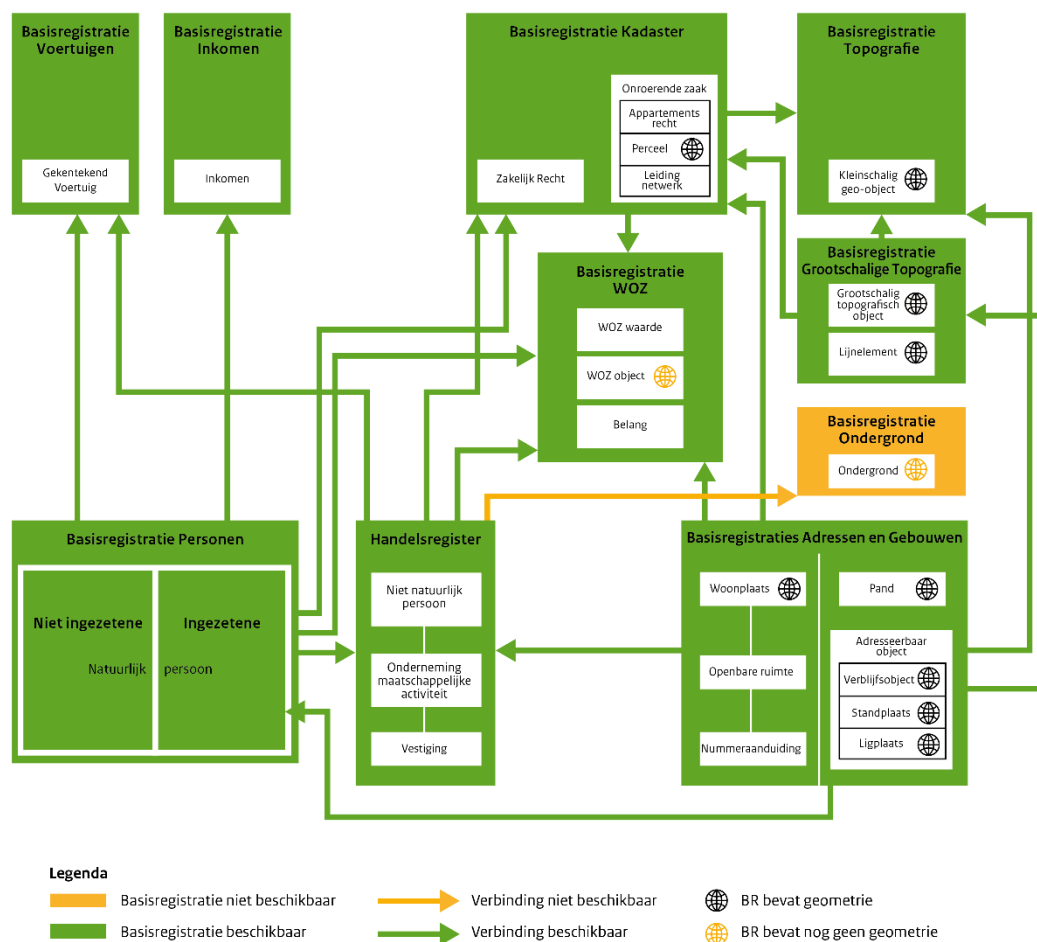 Basisregistratie
Voertuigen
Gekentekend
Voertuig
Basisregistratie
Inkomen
Inkomen
Basisregistratie Kadaster
Onroerende zaak
Appartements
recht
Perceel
Leiding
netwerk
Zakelijk Recht
Basisregistratie
Topografie
Kleinschalig
geo-object
Basisregistratie
Grootschalige Topografie
Grootschalig
topografisch
object
Lijnelement
Basisregistratie
WOZ
WOZ waarde
WOZ object
Belang
Basisregistratie
Ondergrond
Ondergrond
Basisregistratie Personen
Niet ingezetene
Ingezetene
Natuurlijk persoon
Handelsregister
Niet natuurlijk
persoon
Onderneming
maatschappelijke
activiteit
Vestiging
Basisregistraties Adressen en Gebouwen
Woonplaats
Openbare ruimte
Nummeraanduiding
Pand
Adresseerbaar
object
Verblijfsobject
Standplaats
Ligplaats
Legenda
Basisregistratie niet beschikbaar
Verbinding niet beschikbaar
BR bevat geometrie
Basisregistratie beschikbaar
Verbinding beschikbaar
BR bevat nog geen geometrie